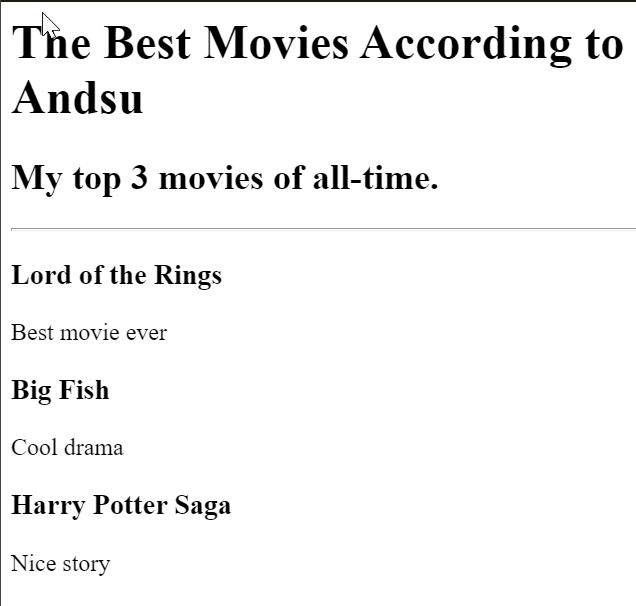 The Best Movies According to
Andsu
My top 3 movies of all-time.
Lord of the Rings
Best movie ever
Big Fish
Cool drama
Harry Potter Saga
Nice story